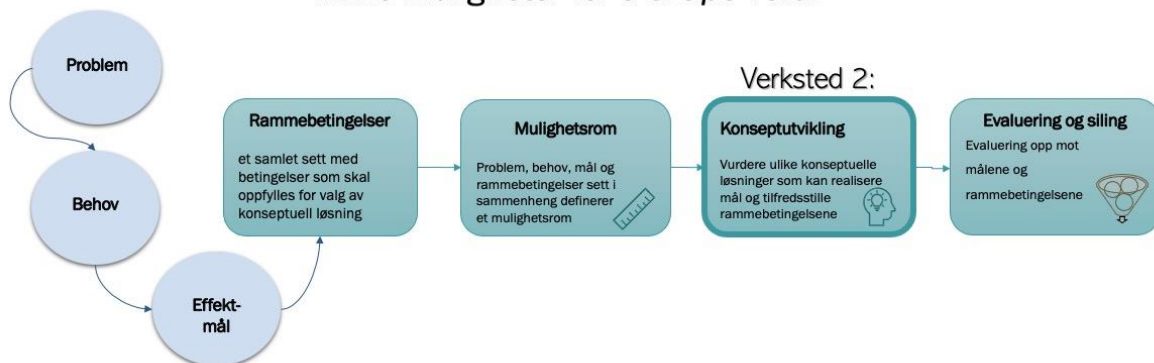 Problem
Behov
Effekt-
mål
Rammebetingelser
et samlet sett med
betingelser som skal
oppfylles for valg av
konseptuell løsning
Mulighetsrom
Problem, behov, mål og
rammebetingelser sett i
sammenheng definerer
et mulighetsrom
Verksted 2:
Konseptutvikling
Vurdere ulike konseptuelle
løsninger som kan realisere
mål og tilfredsstille
rammebetingelsene
Evaluering og siling
Evaluering opp mot
målene og
rammebetingelsene